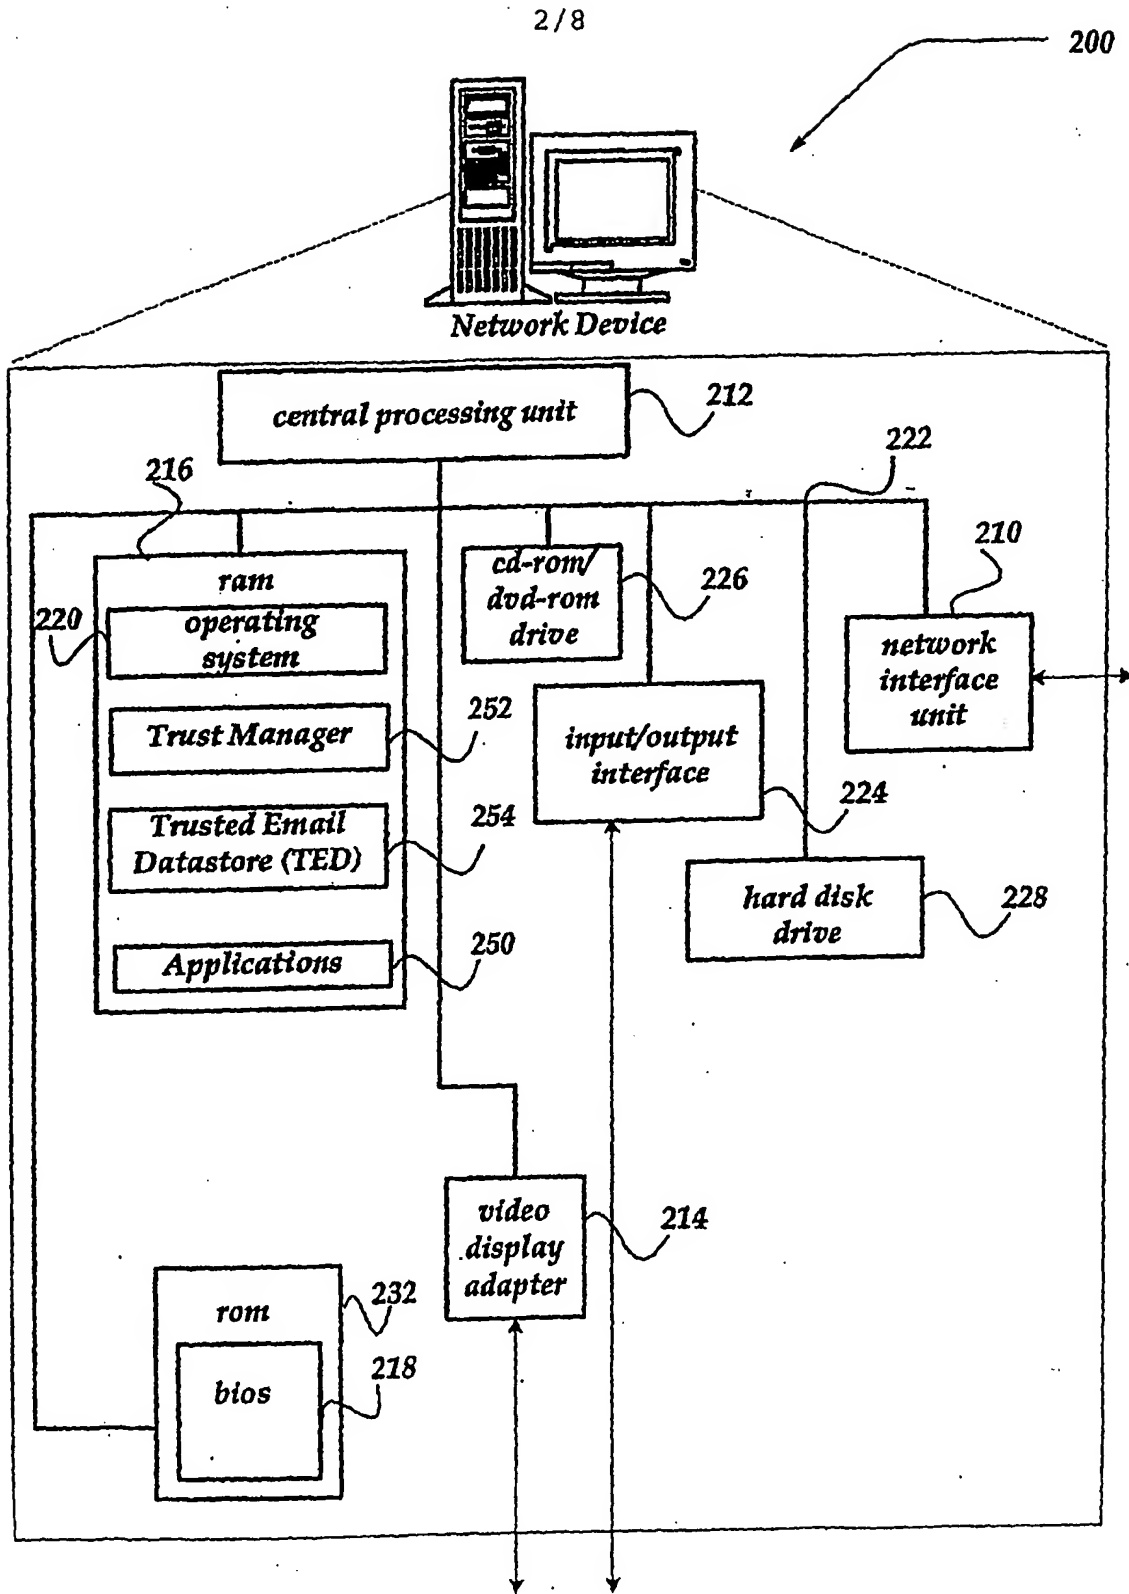 2/8
200
Network Device
central processing unit
212
222
216
210
ram
cd-rom/
dvd-rom
drive
226
220
operating
system
network
interface
unit
Trust Manager
252
input/output
interface
224
Trusted Email
Datastore (TED)
254
hard disk
drive
228
Applications
250
video
display
adapter
214
rom
232
bios
218